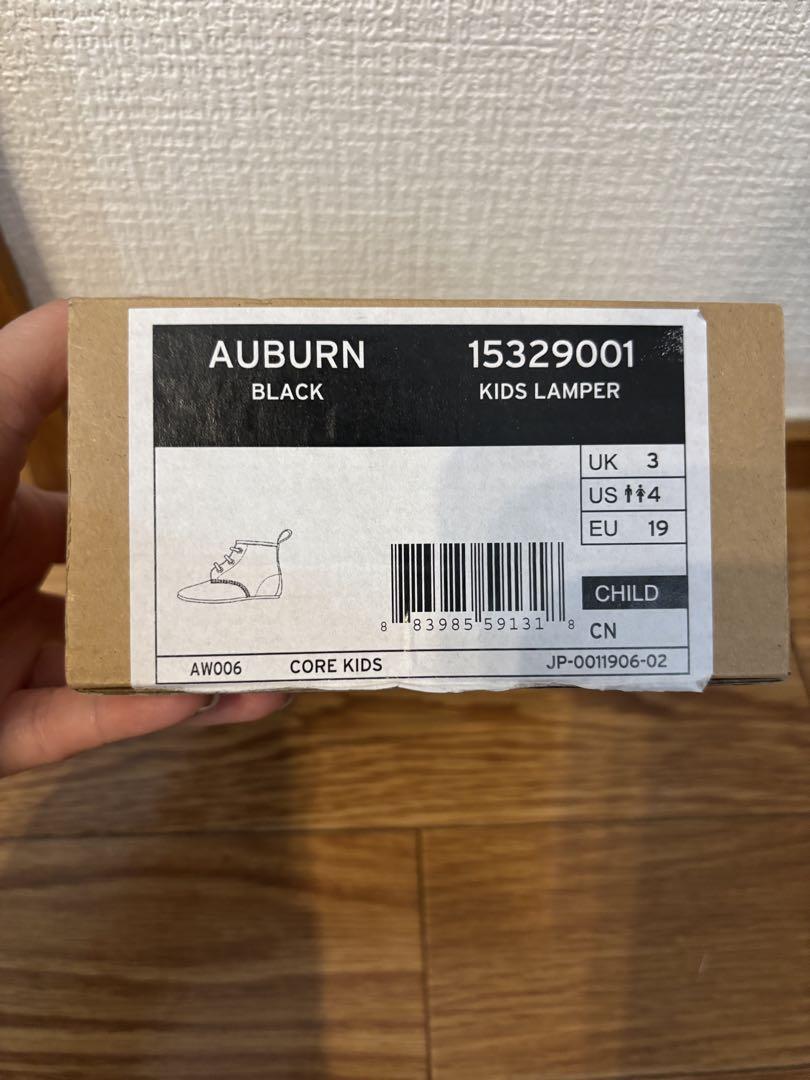 AUBURN 15329001
BLACK KIDS LAMPER
UK 3
US 4
EU 19
CHILD
8 83985 59131 8
CN
AW006 CORE KIDS JP-0011906-02